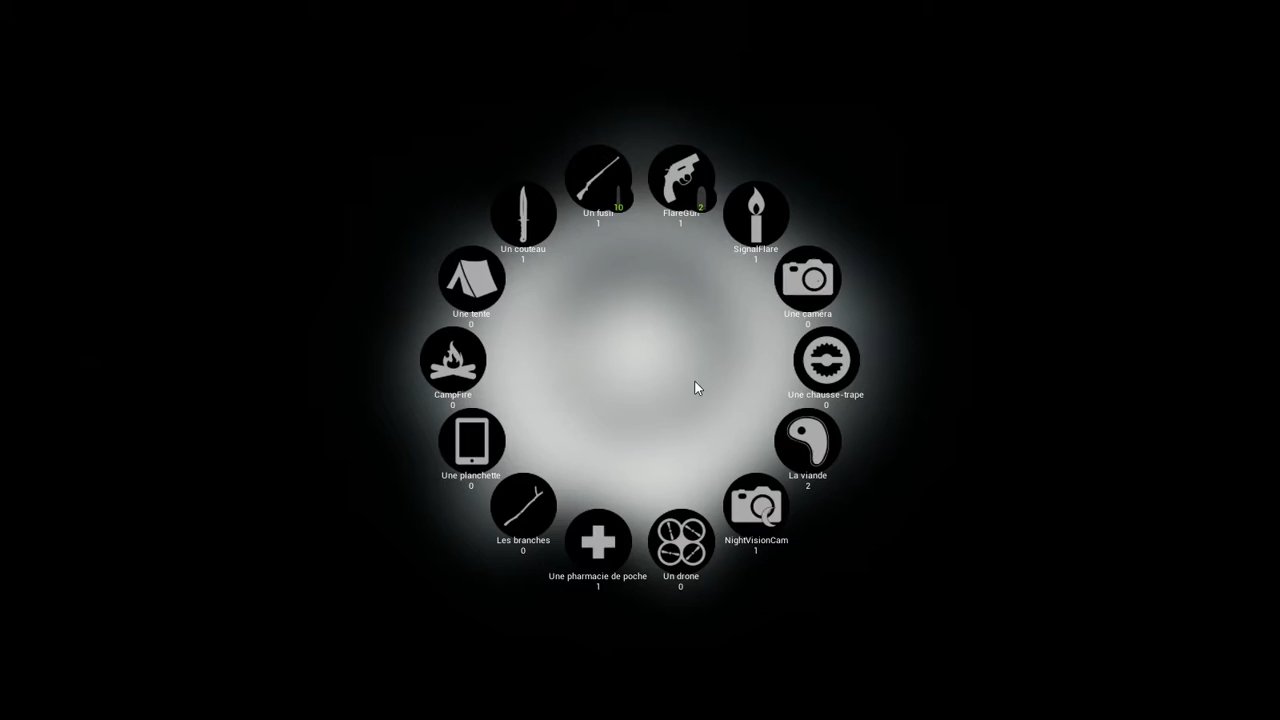 10
Un fusil
1
2
FlareGun
1
Un couteau
1
SignalFlare
1
Une tente
0
Une caméra
0
CampFire
0
Une chausse-trape
0
Une planchette
0
La viande
2
Les branches
0
NightVisionCam
1
Une pharmacie de poche
1
Un drone
0